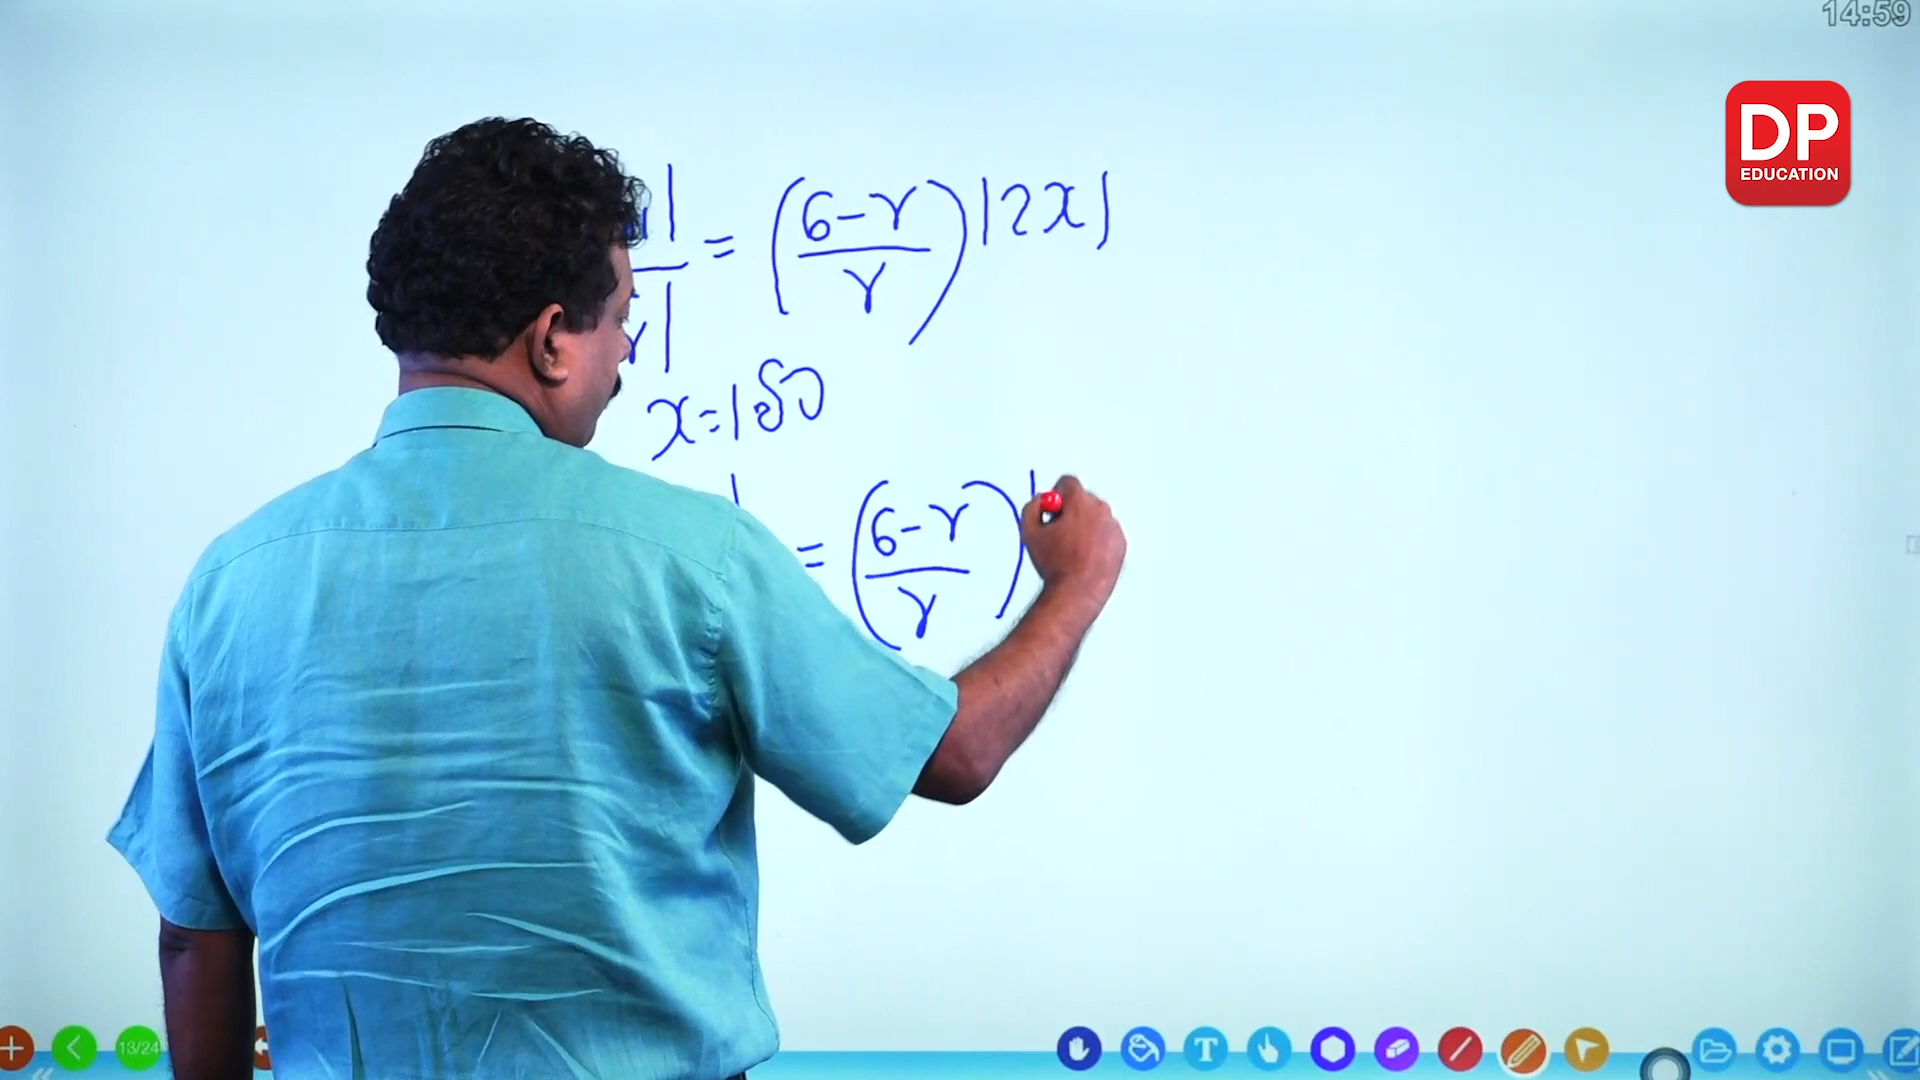 14:59
DP
EDUCATION
| = ( 6-r / r ) |2x|
r |
x=1 විට
= ( 6-r / r ) |
13/24
T